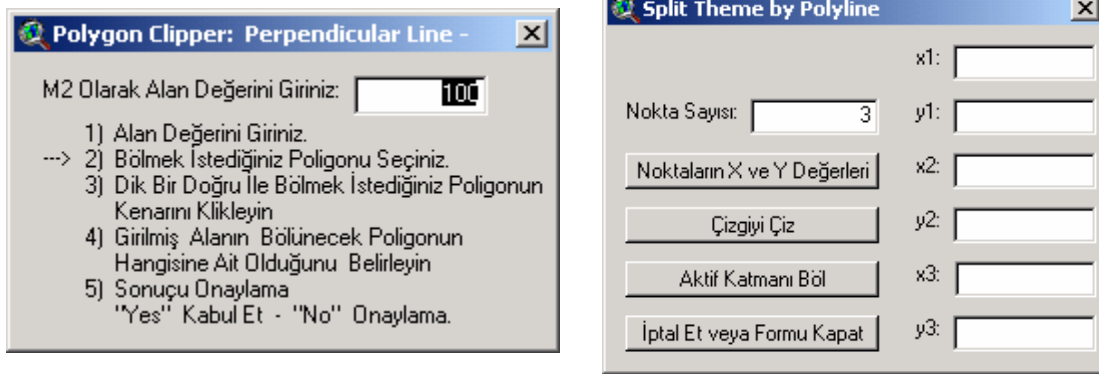 Polygon Clipper: Perpendicular Line -
M2 Olarak Alan Değerini Giriniz: 100
1) Alan Değerini Giriniz.
---> 2) Bölmek İstediğiniz Poligonu Seçiniz.
3) Dik Bir Doğru İle Bölmek İstediğiniz Poligonun
Kenarını Klikleyin
4) Girilmiş Alanın Bölünecek Poligonun
Hangisine Ait Olduğunu Belirleyin
5) Sonuçu Onaylama
"Yes" Kabul Et - "No" Onaylama.
Split Theme by Polyline
x1:
Nokta Sayısı: 3 y1:
Noktaların X ve Y Değerleri x2:
Çizgiyi Çiz y2:
Aktif Katmanı Böl x3:
İptal Et veya Formu Kapat y3: